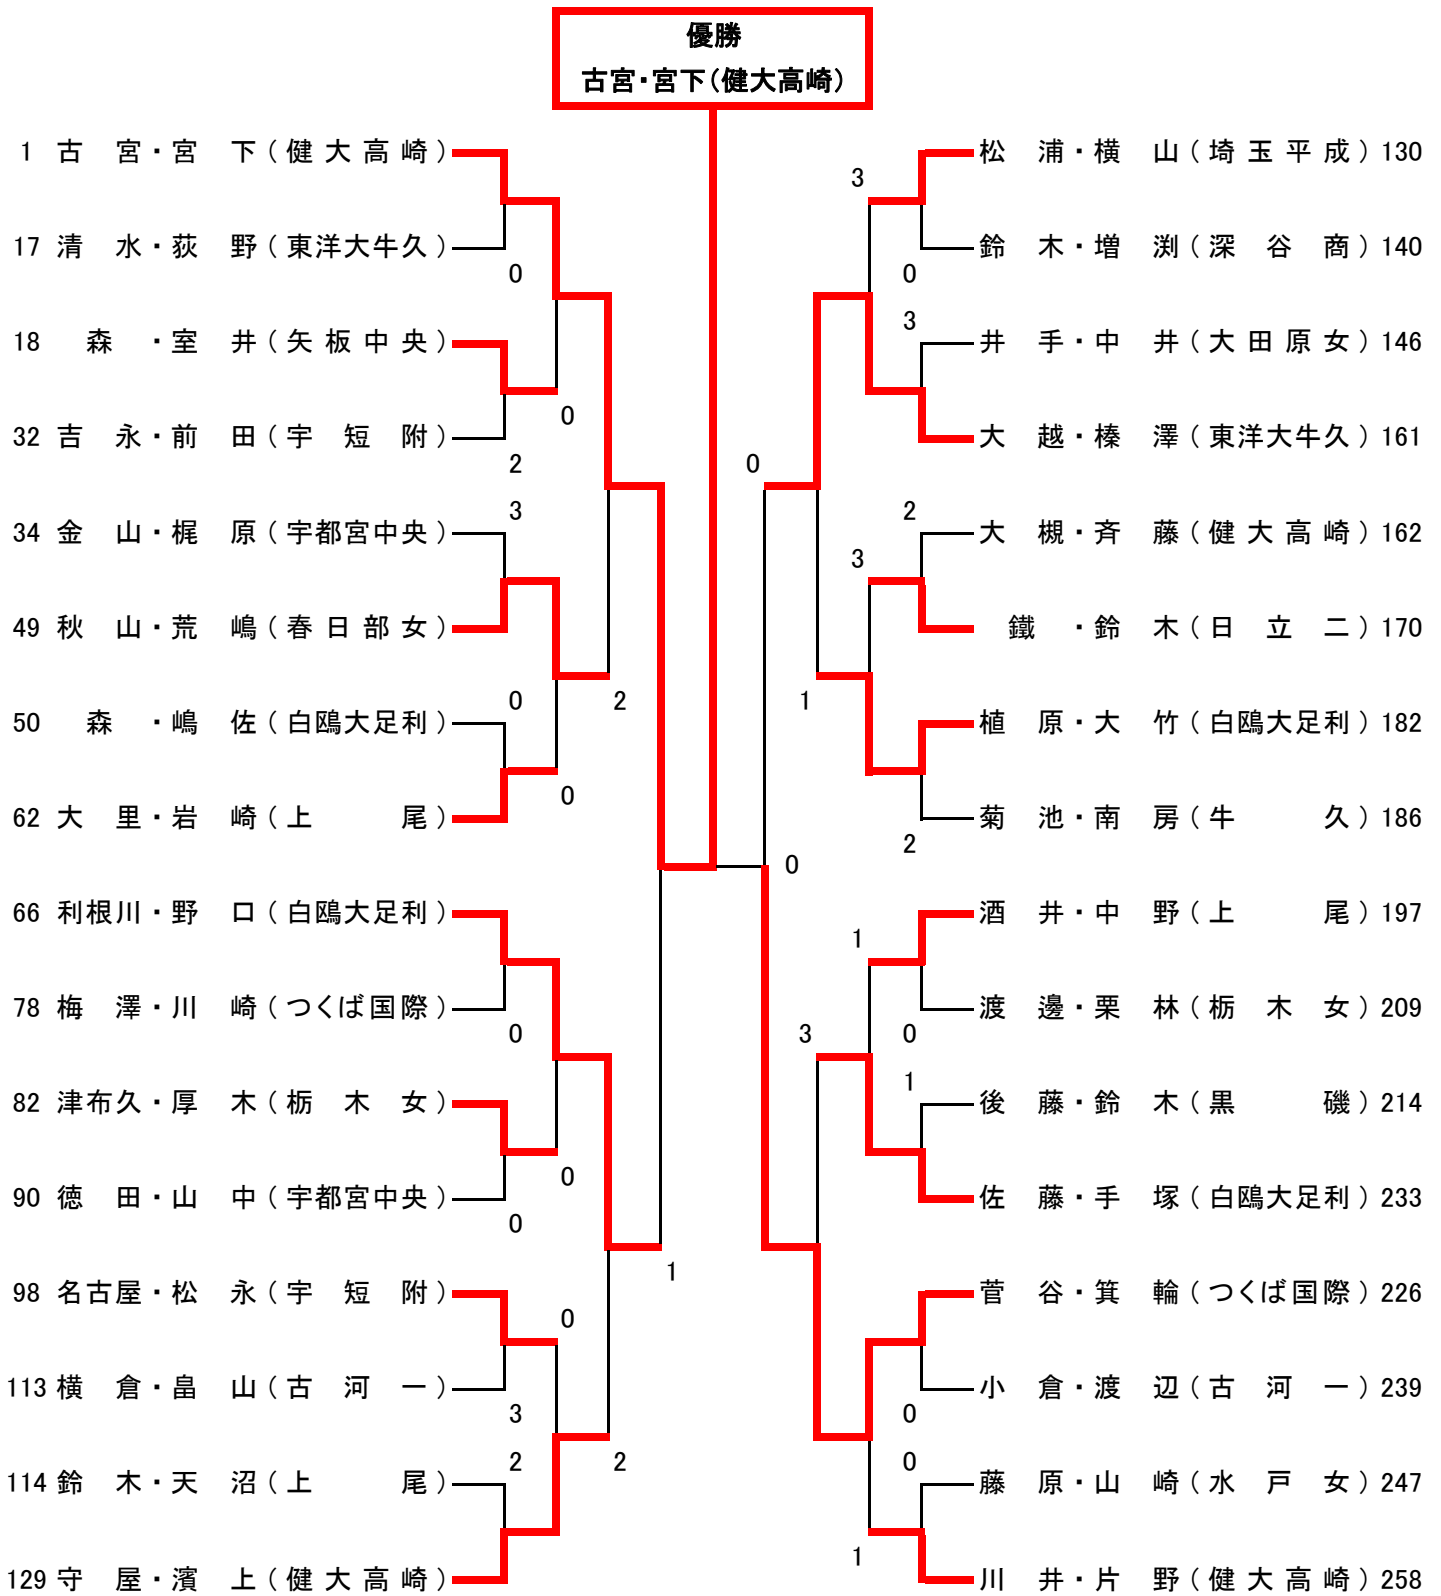 優勝
古宮・宮下(健大高崎)
1 古宮・宮下(健大高崎)
17 清水・荻野(東洋大牛久)
0
18 森・室井(矢板中央)
0
32 吉永・前田(宇短附)
2
3
34 金山・梶原(宇都宮中央)
49 秋山・荒嶋(春日部女)
0
2
50 森・嶋佐(白鴎大足利)
0
62 大里・岩崎(上尾)
66 利根川・野口(白鴎大足利)
78 梅澤・川崎(つくば国際)
0
82 津布久・厚木(栃木女)
0
90 徳田・山中(宇都宮中央)
0
1
98 名古屋・松永(宇短附)
0
113 横倉・畠山(古河一)
3
2
2
114 鈴木・天沼(上尾)
129 守屋・濱上(健大高崎)
松浦・横山(埼玉平成)130
3
鈴木・増渕(深谷商)140
0
3
井手・中井(大田原女)146
大越・榛澤(東洋大牛久)161
0
2
大槻・斉藤(健大高崎)162
3
鐵・鈴木(日立二)170
1
植原・大竹(白鴎大足利)182
菊池・南房(牛久)186
2
0
酒井・中野(上尾)197
1
渡邊・栗林(栃木女)209
0
3
1
後藤・鈴木(黒磯)214
佐藤・手塚(白鴎大足利)233
菅谷・箕輪(つくば国際)226
小倉・渡辺(古河一)239
0
0
藤原・山崎(水戸女)247
1
川井・片野(健大高崎)258